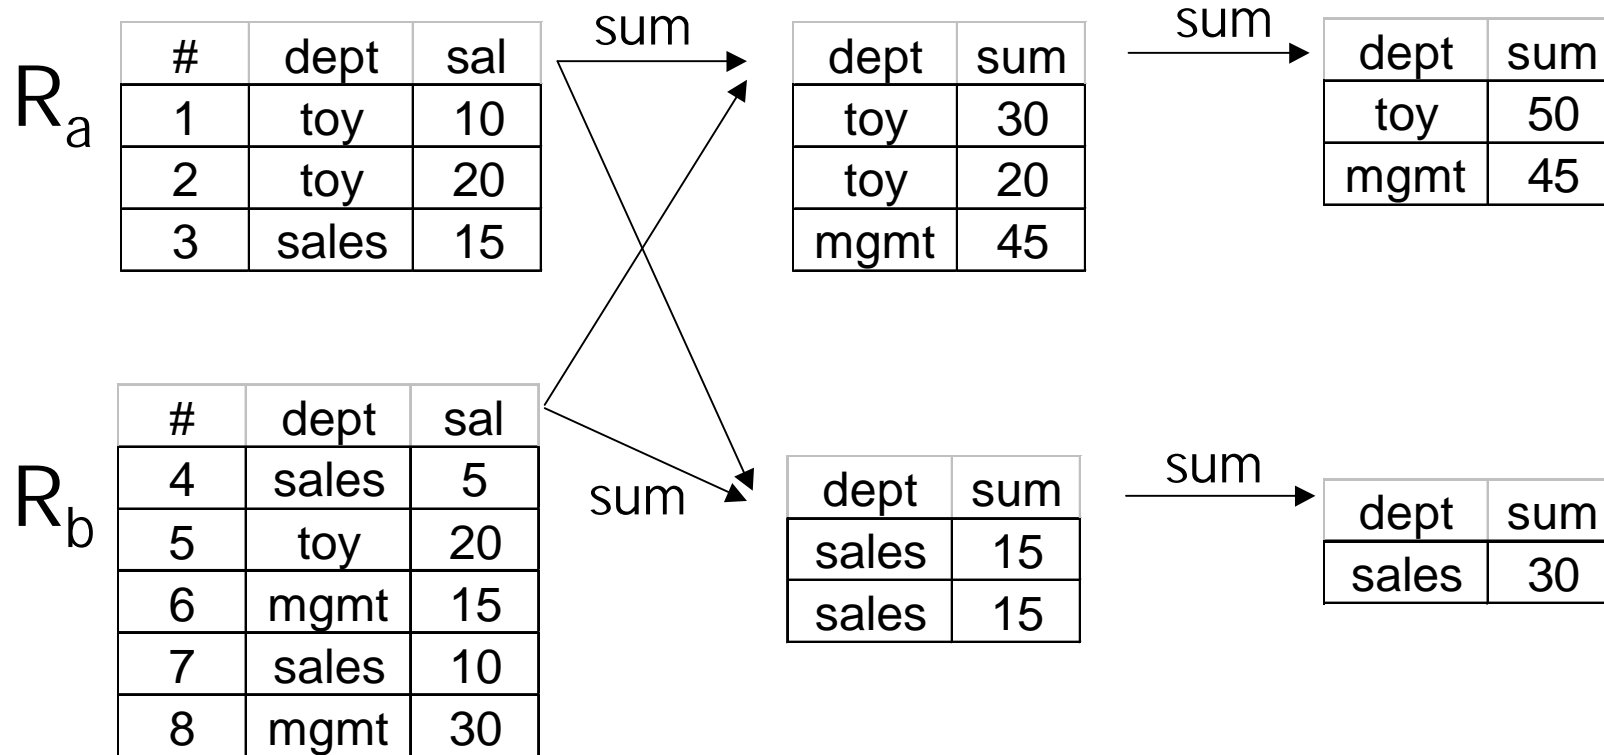 sum
sum
R_a
# dept sal
1 toy 10
2 toy 20
3 sales 15
dept sum
toy 30
toy 20
mgmt 45
dept sum
toy 50
mgmt 45
R_b
# dept sal
4 sales 5
5 toy 20
6 mgmt 15
7 sales 10
8 mgmt 30
sum
dept sum
sales 15
sales 15
sum
dept sum
sales 30